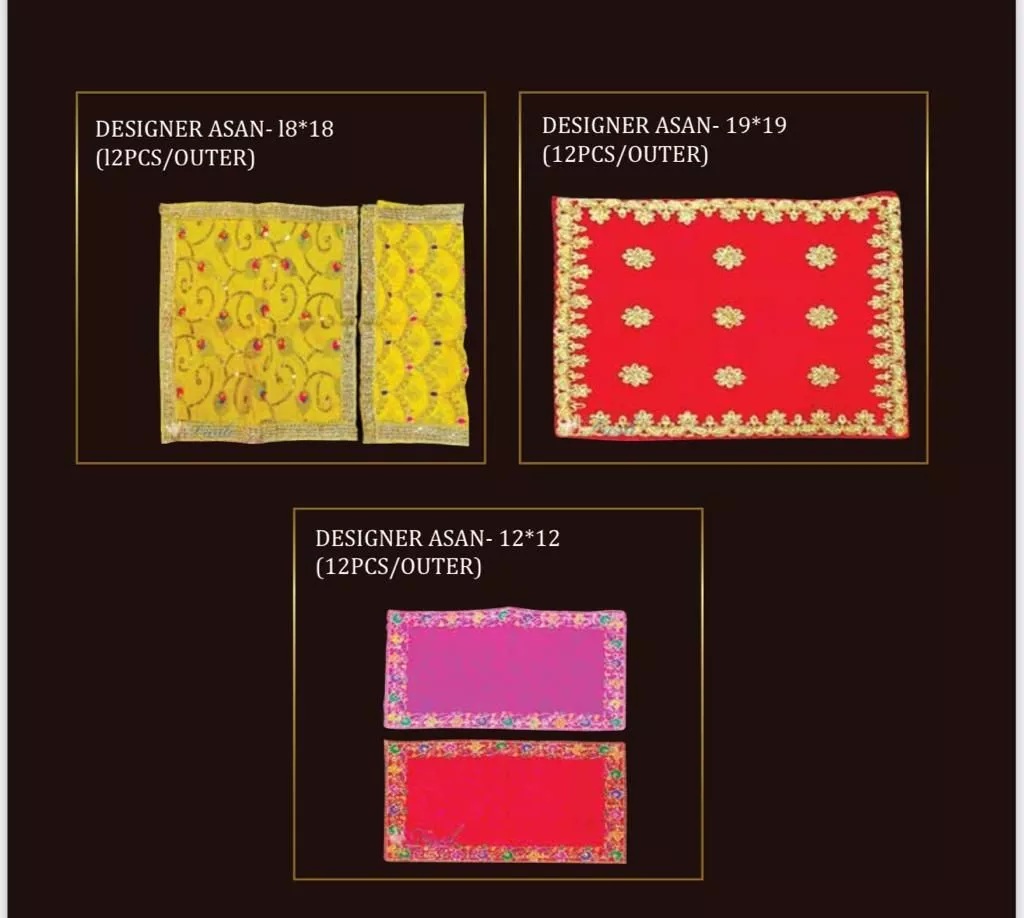 DESIGNER ASAN- l8*18
(l2PCS/OUTER)
DESIGNER ASAN- 19*19
(12PCS/OUTER)
DESIGNER ASAN- 12*12
(12PCS/OUTER)